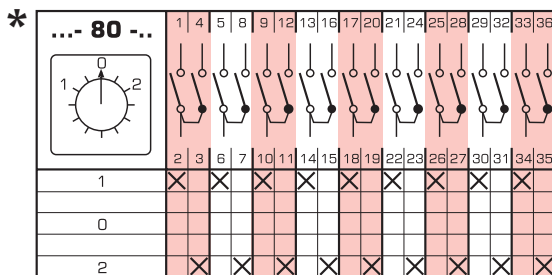 *
...- 80 -..
1 4 5 8 9 12 13 16 17 20 21 24 25 28 29 32 33 36
0
1 2
2 3 6 7 10 11 14 15 18 19 22 23 26 27 30 31 34 35
1 X X X X X X X X X
0
2 X X X X X X X X X